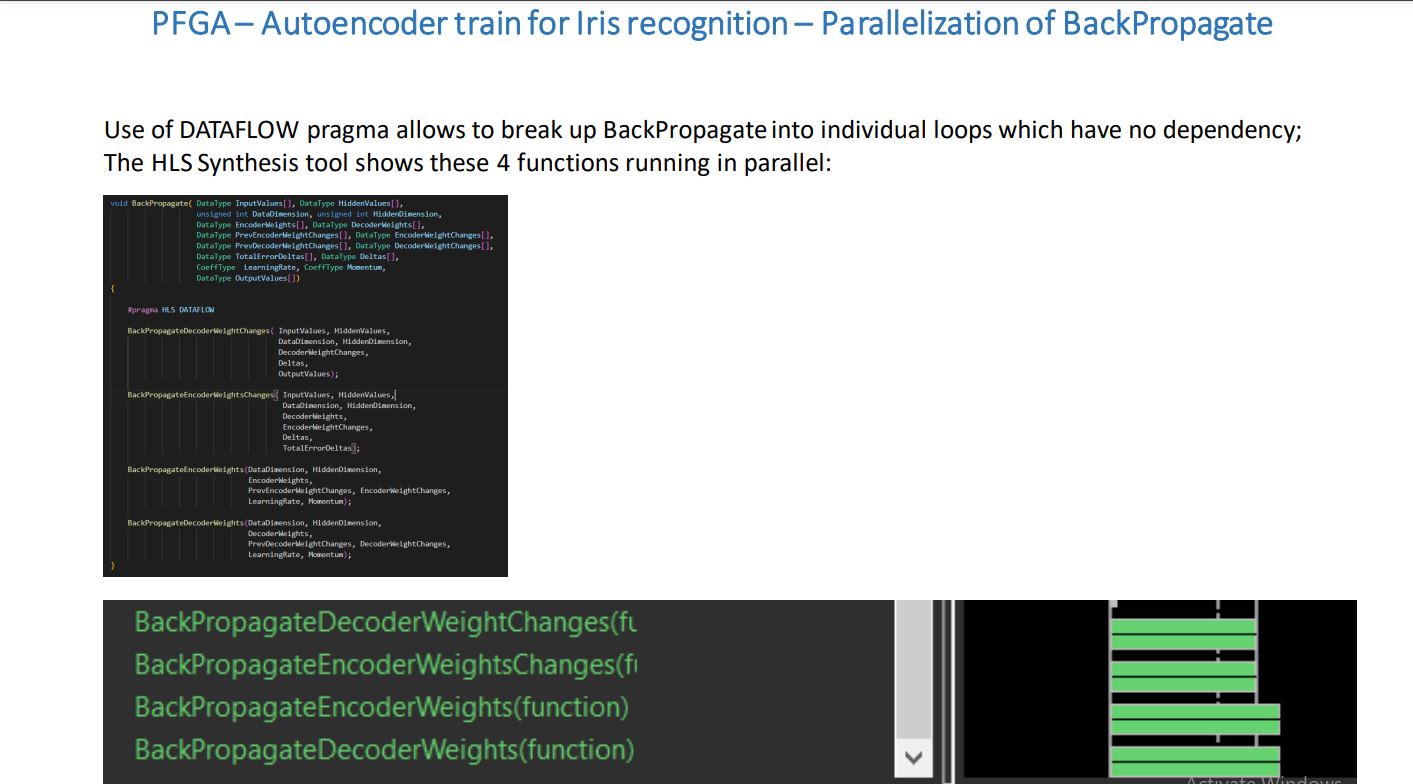 PFGA – Autoencoder train for Iris recognition – Parallelization of BackPropagate
Use of DATAFLOW pragma allows to break up BackPropagate into individual loops which have no dependency;
The HLS Synthesis tool shows these 4 functions running in parallel:
void BackPropagate( DataType InputValues[], DataType HiddenValues[],
unsigned int DataDimension, unsigned int HiddenDimension,
DataType EncoderWeights[], DataType DecoderWeights[],
DataType PrevEncoderWeightChanges[], DataType EncoderWeightChanges[],
DataType PrevDecoderWeightChanges[], DataType DecoderWeightChanges[],
DataType TotalErrorDeltas[], DataType Deltas[],
CoeffType LearningRate, CoeffType Momentum,
DataType OutputValues[])
{
#pragma HLS DATAFLOW
BackPropagateDecoderWeightChanges( InputValues, HiddenValues,
DataDimension, HiddenDimension,
DecoderWeightChanges,
Deltas,
OutputValues);
BackPropagateEncoderWeightsChanges( InputValues, HiddenValues,
DataDimension, HiddenDimension,
DecoderWeights,
EncoderWeightChanges,
Deltas,
TotalErrorDeltas);
BackPropagateEncoderWeights(DataDimension, HiddenDimension,
EncoderWeights,
PrevEncoderWeightChanges, EncoderWeightChanges,
LearningRate, Momentum);
BackPropagateDecoderWeights(DataDimension, HiddenDimension,
DecoderWeights,
PrevDecoderWeightChanges, DecoderWeightChanges,
LearningRate, Momentum);
}
BackPropagateDecoderWeightChanges(fu
BackPropagateEncoderWeightsChanges(fu
BackPropagateEncoderWeights(function)
BackPropagateDecoderWeights(function)
Activate Windows